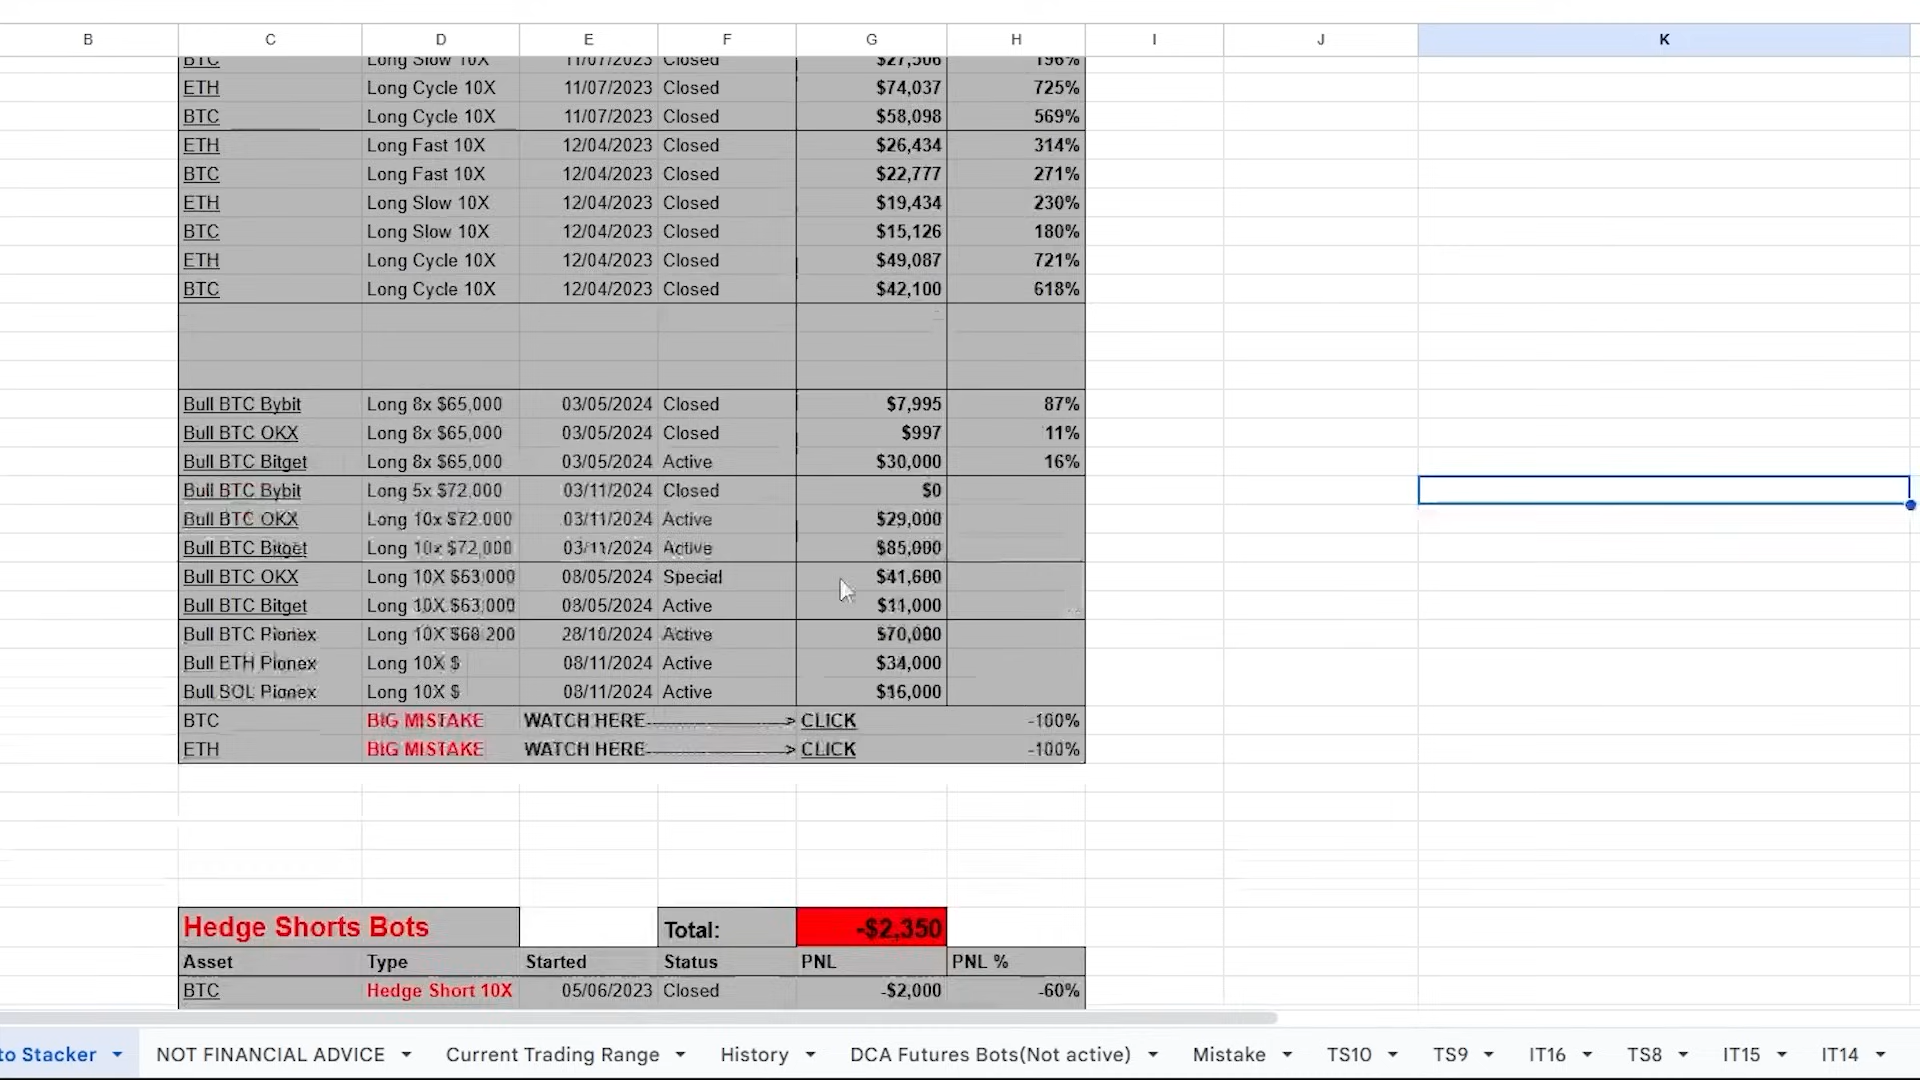 B C D E F G H I J K
BTC Long Slow 10X 11/07/2023 Closed $27,506 196%
ETH Long Cycle 10X 11/07/2023 Closed $74,037 725%
BTC Long Cycle 10X 11/07/2023 Closed $58,098 569%
ETH Long Fast 10X 12/04/2023 Closed $26,434 314%
BTC Long Fast 10X 12/04/2023 Closed $22,777 271%
ETH Long Slow 10X 12/04/2023 Closed $19,434 230%
BTC Long Slow 10X 12/04/2023 Closed $15,126 180%
ETH Long Cycle 10X 12/04/2023 Closed $49,087 721%
BTC Long Cycle 10X 12/04/2023 Closed $42,100 618%
Bull BTC Bybit Long 8x $65,000 03/05/2024 Closed $7,995 87%
Bull BTC OKX Long 8x $65,000 03/05/2024 Closed $997 11%
Bull BTC Bitget Long 8x $65,000 03/05/2024 Active $30,000 16%
Bull BTC Bybit Long 5x $72,000 03/11/2024 Closed $0
Bull BTC OKX Long 10x $72,000 03/11/2024 Active $29,000
Bull BTC Bitget Long 10x $72,000 03/11/2024 Active $85,000
Bull BTC OKX Long 10X 08/05/2024 Special $41,600
Bull BTC Bitget Long 10X 08/05/2024 Active $11,000
Bull BTC Pionex Long 10X $68,200 28/10/2024 Active $70,000
Bull ETH Pionex Long 10X $ 08/11/2024 Active $34,000
Bull SOL Pionex Long 10X $ 08/11/2024 Active $16,000
BTC BIG MISTAKE WATCH HERE--------------------> CLICK -100%
ETH BIG MISTAKE WATCH HERE--------------------> CLICK -100%
Hedge Shorts Bots Total: -$2,350
Asset Type Started Status PNL PNL %
BTC Hedge Short 10X 05/06/2023 Closed -$2,000 -60%
to Stacker NOT FINANCIAL ADVICE Current Trading Range History DCA Futures Bots(Not active) Mistake TS10 TS9 IT16 TS8 IT15 IT14